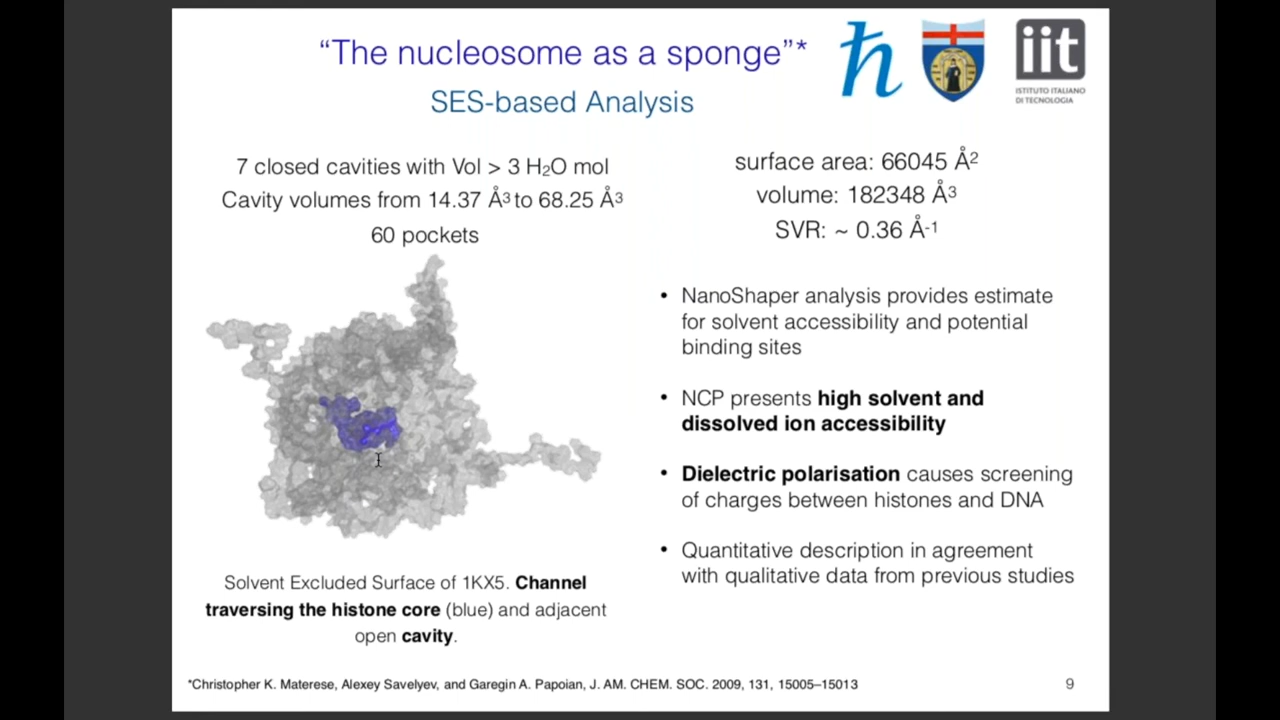 “The nucleosome as a sponge”*
SES-based Analysis
ħ
iit
ISTITUTO ITALIANO
DI TECNOLOGIA
7 closed cavities with Vol > 3 H₂O mol
Cavity volumes from 14.37 Å³ to 68.25 Å³
60 pockets
surface area: 66045 Å²
volume: 182348 Å³
SVR: ~ 0.36 Å⁻¹
• NanoShaper analysis provides estimate
for solvent accessibility and potential
binding sites
• NCP presents high solvent and
dissolved ion accessibility
• Dielectric polarisation causes screening
of charges between histones and DNA
• Quantitative description in agreement
with qualitative data from previous studies
Solvent Excluded Surface of 1KX5. Channel
traversing the histone core (blue) and adjacent
open cavity.
*Christopher K. Materese, Alexey Savelyev, and Garegin A. Papoian, J. AM. CHEM. SOC. 2009, 131, 15005–15013
9